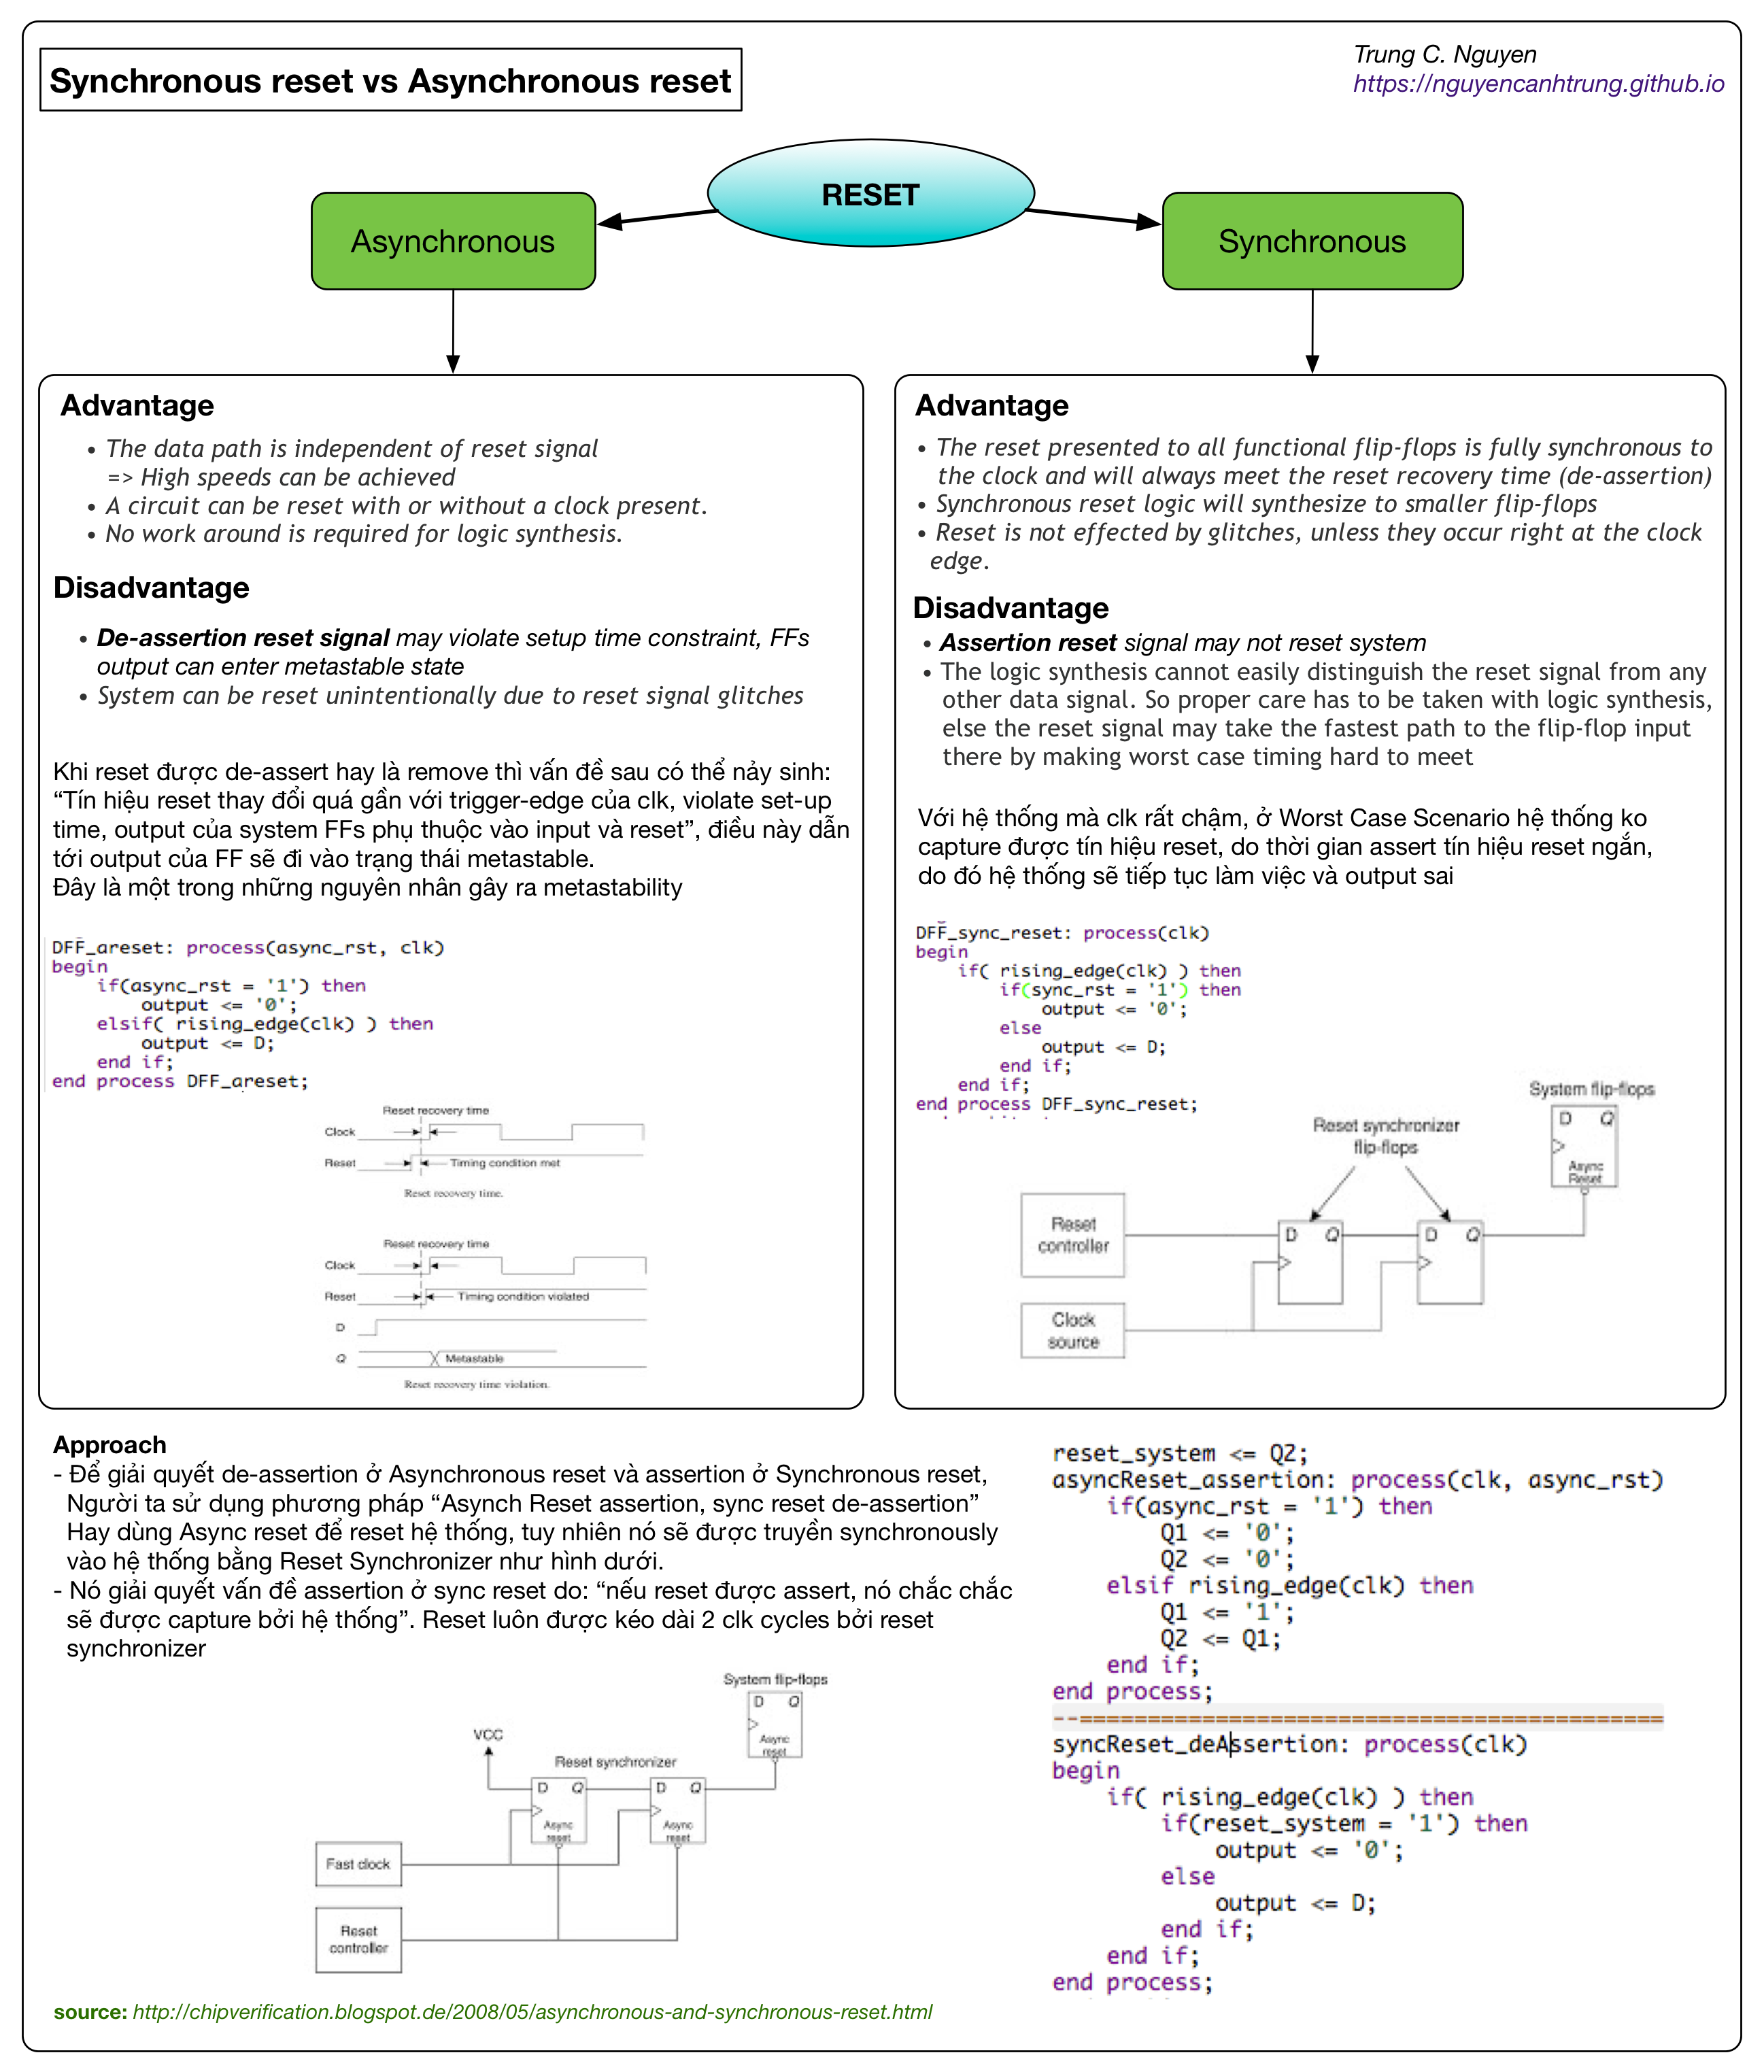 Synchronous reset vs Asynchronous reset
Trung C. Nguyen
https://nguyencanhtrung.github.io
RESET
Asynchronous
Synchronous
Advantage
• The data path is independent of reset signal
=> High speeds can be achieved
• A circuit can be reset with or without a clock present.
• No work around is required for logic synthesis.
Disadvantage
• De-assertion reset signal may violate setup time constraint, FFs
output can enter metastable state
• System can be reset unintentionally due to reset signal glitches
Khi reset được de-assert hay là remove thì vấn đề sau có thể nảy sinh:
“Tín hiệu reset thay đổi quá gần với trigger-edge của clk, violate set-up
time, output của system FFs phụ thuộc vào input và reset”, điều này dẫn
tới output của FF sẽ đi vào trạng thái metastable.
Đây là một trong những nguyên nhân gây ra metastability
DFF_areset: process(async_rst, clk)
begin
if(async_rst = '1') then
output <= '0';
elsif( rising_edge(clk) ) then
output <= D;
end if;
end process DFF_areset;
Reset recovery time
Clock
Reset
Timing condition met
Reset recovery time.
Reset recovery time
Clock
Reset
Timing condition violated
D
Q
Metastable
Reset recovery time violation.
Advantage
• The reset presented to all functional flip-flops is fully synchronous to
the clock and will always meet the reset recovery time (de-assertion)
• Synchronous reset logic will synthesize to smaller flip-flops
• Reset is not effected by glitches, unless they occur right at the clock
edge.
Disadvantage
• Assertion reset signal may not reset system
• The logic synthesis cannot easily distinguish the reset signal from any
other data signal. So proper care has to be taken with logic synthesis,
else the reset signal may take the fastest path to the flip-flop input
there by making worst case timing hard to meet
Với hệ thống mà clk rất chậm, ở Worst Case Scenario hệ thống ko
capture được tín hiệu reset, do thời gian assert tín hiệu reset ngắn,
do đó hệ thống sẽ tiếp tục làm việc và output sai
DFF_sync_reset: process(clk)
begin
if( rising_edge(clk) ) then
if(sync_rst = '1') then
output <= '0';
else
output <= D;
end if;
end if;
end process DFF_sync_reset;
System flip-flops
D Q
Async
Reset
Reset synchronizer
flip-flops
Reset
controller
D Q
D Q
Clock
source
Approach
- Để giải quyết de-assertion ở Asynchronous reset và assertion ở Synchronous reset,
Người ta sử dụng phương pháp “Asynch Reset assertion, sync reset de-assertion”
Hay dùng Async reset để reset hệ thống, tuy nhiên nó sẽ được truyền synchronously
vào hệ thống bằng Reset Synchronizer như hình dưới.
- Nó giải quyết vấn đề assertion ở sync reset do: “nếu reset được assert, nó chắc chắc
sẽ được capture bởi hệ thống”. Reset luôn được kéo dài 2 clk cycles bởi reset
synchronizer
System flip-flops
D Q
Async
reset
VCC
Reset synchronizer
D Q
Async
reset
D Q
Async
reset
Fast clock
Reset
controller
reset_system <= Q2;
asyncReset_assertion: process(clk, async_rst)
if(async_rst = '1') then
Q1 <= '0';
Q2 <= '0';
elsif rising_edge(clk) then
Q1 <= '1';
Q2 <= Q1;
end if;
end process;
--===========================================
syncReset_deAssertion: process(clk)
begin
if( rising_edge(clk) ) then
if(reset_system = '1') then
output <= '0';
else
output <= D;
end if;
end if;
end process;
source: http://chipverification.blogspot.de/2008/05/asynchronous-and-synchronous-reset.html